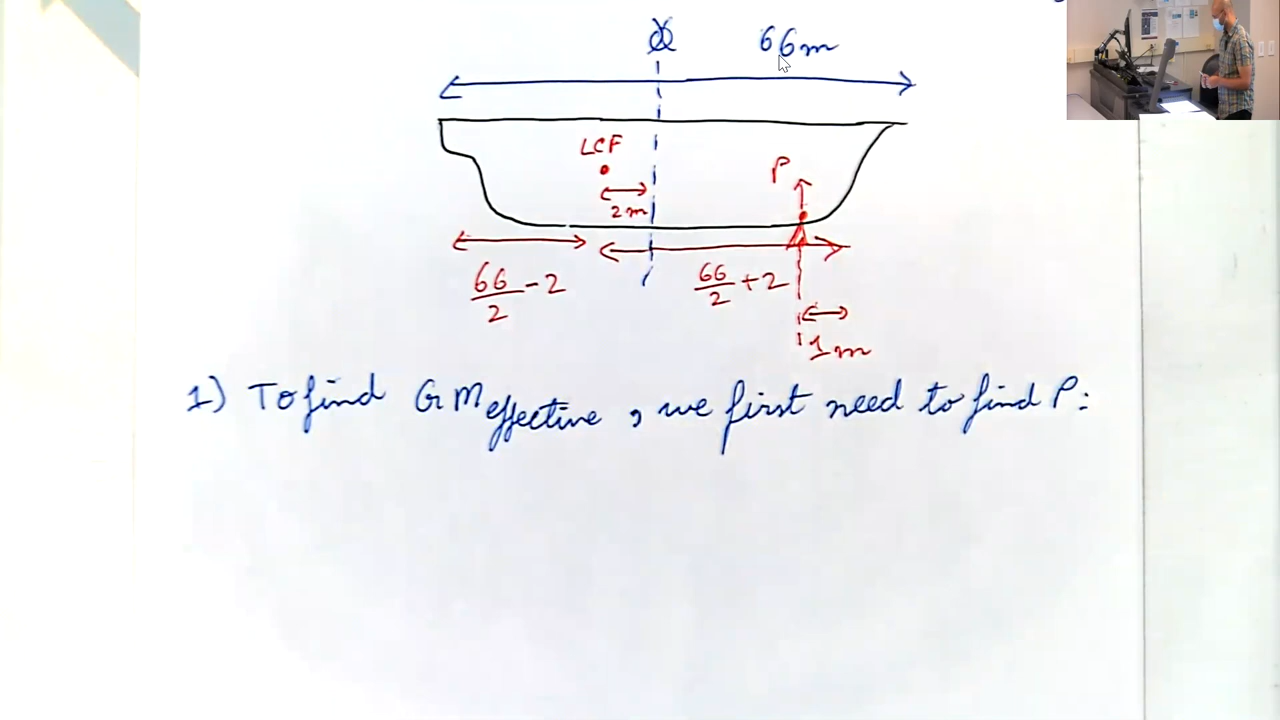 66m
LCF
P
2m
66/2 - 2
66/2 + 2
1m
1) To find GM effective, we first need to find P: